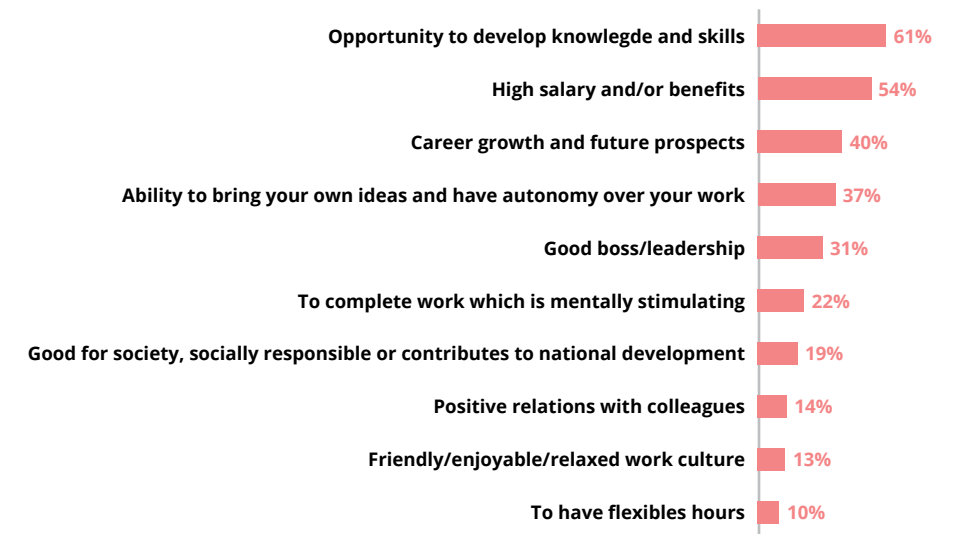 Opportunity to develop knowlegde and skills 61%
High salary and/or benefits 54%
Career growth and future prospects 40%
Ability to bring your own ideas and have autonomy over your work 37%
Good boss/leadership 31%
To complete work which is mentally stimulating 22%
Good for society, socially responsible or contributes to national development 19%
Positive relations with colleagues 14%
Friendly/enjoyable/relaxed work culture 13%
To have flexibles hours 10%